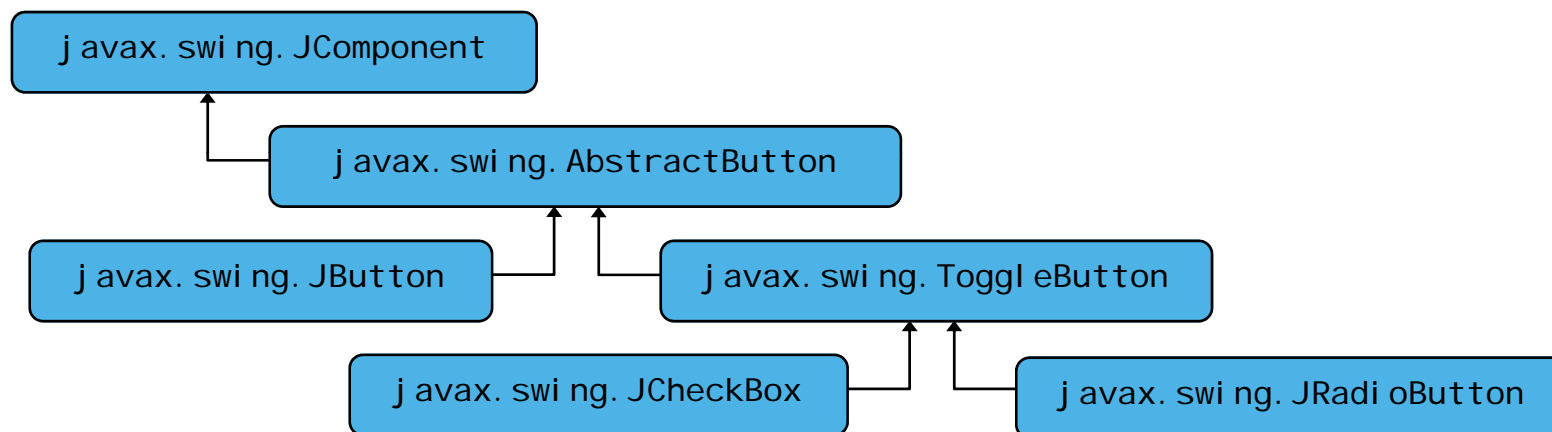 javax.swing.JComponent
javax.swing.AbstractButton
javax.swing.JButton
javax.swing.ToggleButton
javax.swing.JCheckBox
javax.swing.JRadioButton